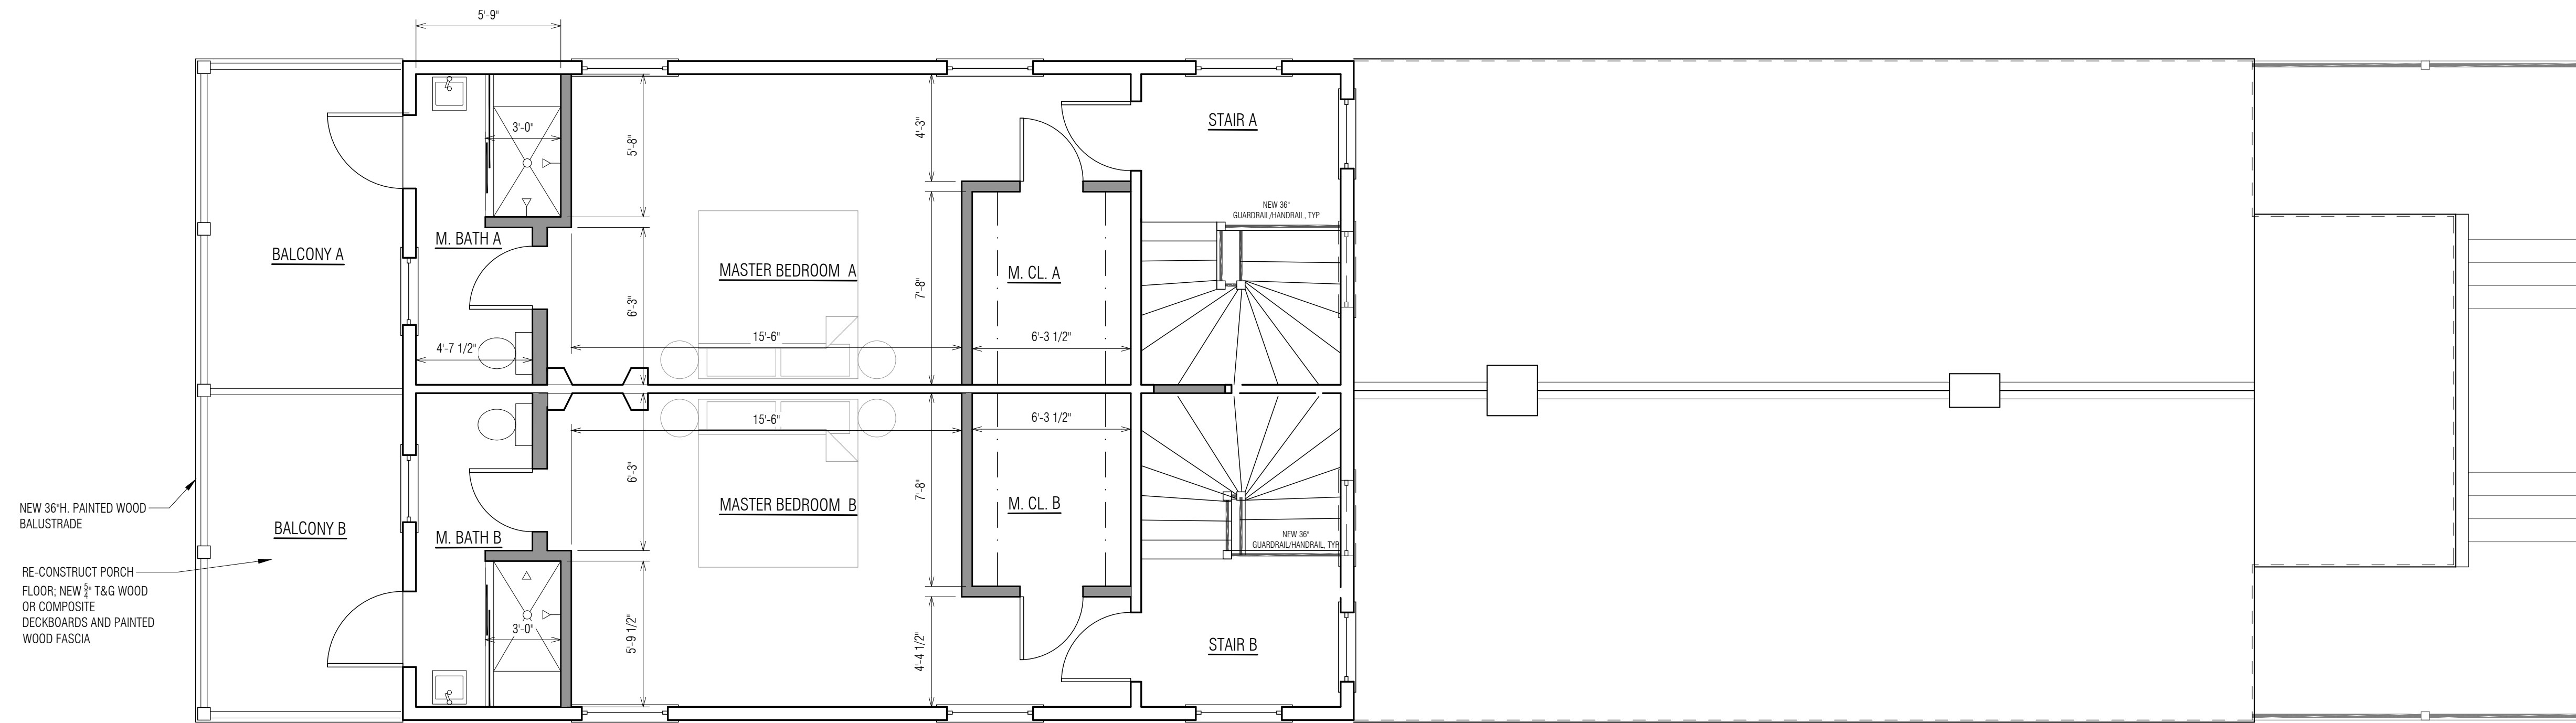 5'-9"
3'-0"
5'-8"
4'-3"
STAIR A
NEW 36"
GUARDRAIL/HANDRAIL, TYP
BALCONY A
M. BATH A
MASTER BEDROOM A
M. CL. A
6'-3"
7'-8"
4'-7 1/2"
15'-6"
6'-3 1/2"
15'-6"
6'-3 1/2"
6'-3"
7'-8"
NEW 36"H. PAINTED WOOD
BALUSTRADE
BALCONY B
M. BATH B
MASTER BEDROOM B
M. CL. B
NEW 36"
GUARDRAIL/HANDRAIL, TYP
RE-CONSTRUCT PORCH
FLOOR; NEW 5/4" T&G WOOD
OR COMPOSITE
DECKBOARDS AND PAINTED
WOOD FASCIA
3'-0"
5'-9 1/2"
4'-4 1/2"
STAIR B